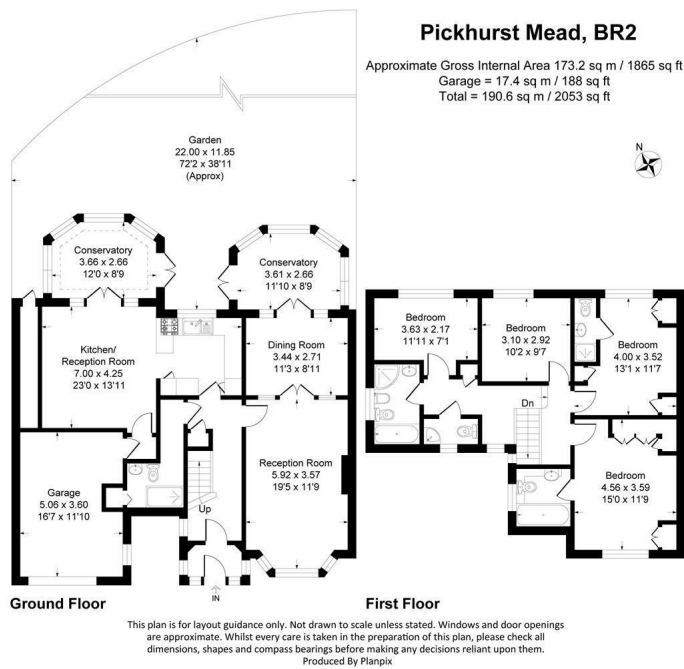 Pickhurst Mead, BR2
Approximate Gross Internal Area 173.2 sq m / 1865 sq ft
Garage = 17.4 sq m / 188 sq ft
Total = 190.6 sq m / 2053 sq ft
N
Garden
22.00 x 11.85
72'2 x 38'11
(Approx)
Conservatory
3.66 x 2.66
12'0 x 8'9
Conservatory
3.61 x 2.66
11'10 x 8'9
Kitchen/
Reception Room
7.00 x 4.25
23'0 x 13'11
Dining Room
3.44 x 2.71
11'3 x 8'11
Garage
5.06 x 3.60
16'7 x 11'10
Up
Reception Room
5.92 x 3.57
19'5 x 11'9
IN
Ground Floor
Bedroom
3.63 x 2.17
11'11 x 7'1
Bedroom
3.10 x 2.92
10'2 x 9'7
Bedroom
4.00 x 3.52
13'1 x 11'7
Dn
Bedroom
4.56 x 3.59
15'0 x 11'9
First Floor
This plan is for layout guidance only. Not drawn to scale unless stated. Windows and door openings
are approximate. Whilst every care is taken in the preparation of this plan, please check all
dimensions, shapes and compass bearings before making any decisions reliant upon them.
Produced By Planpix